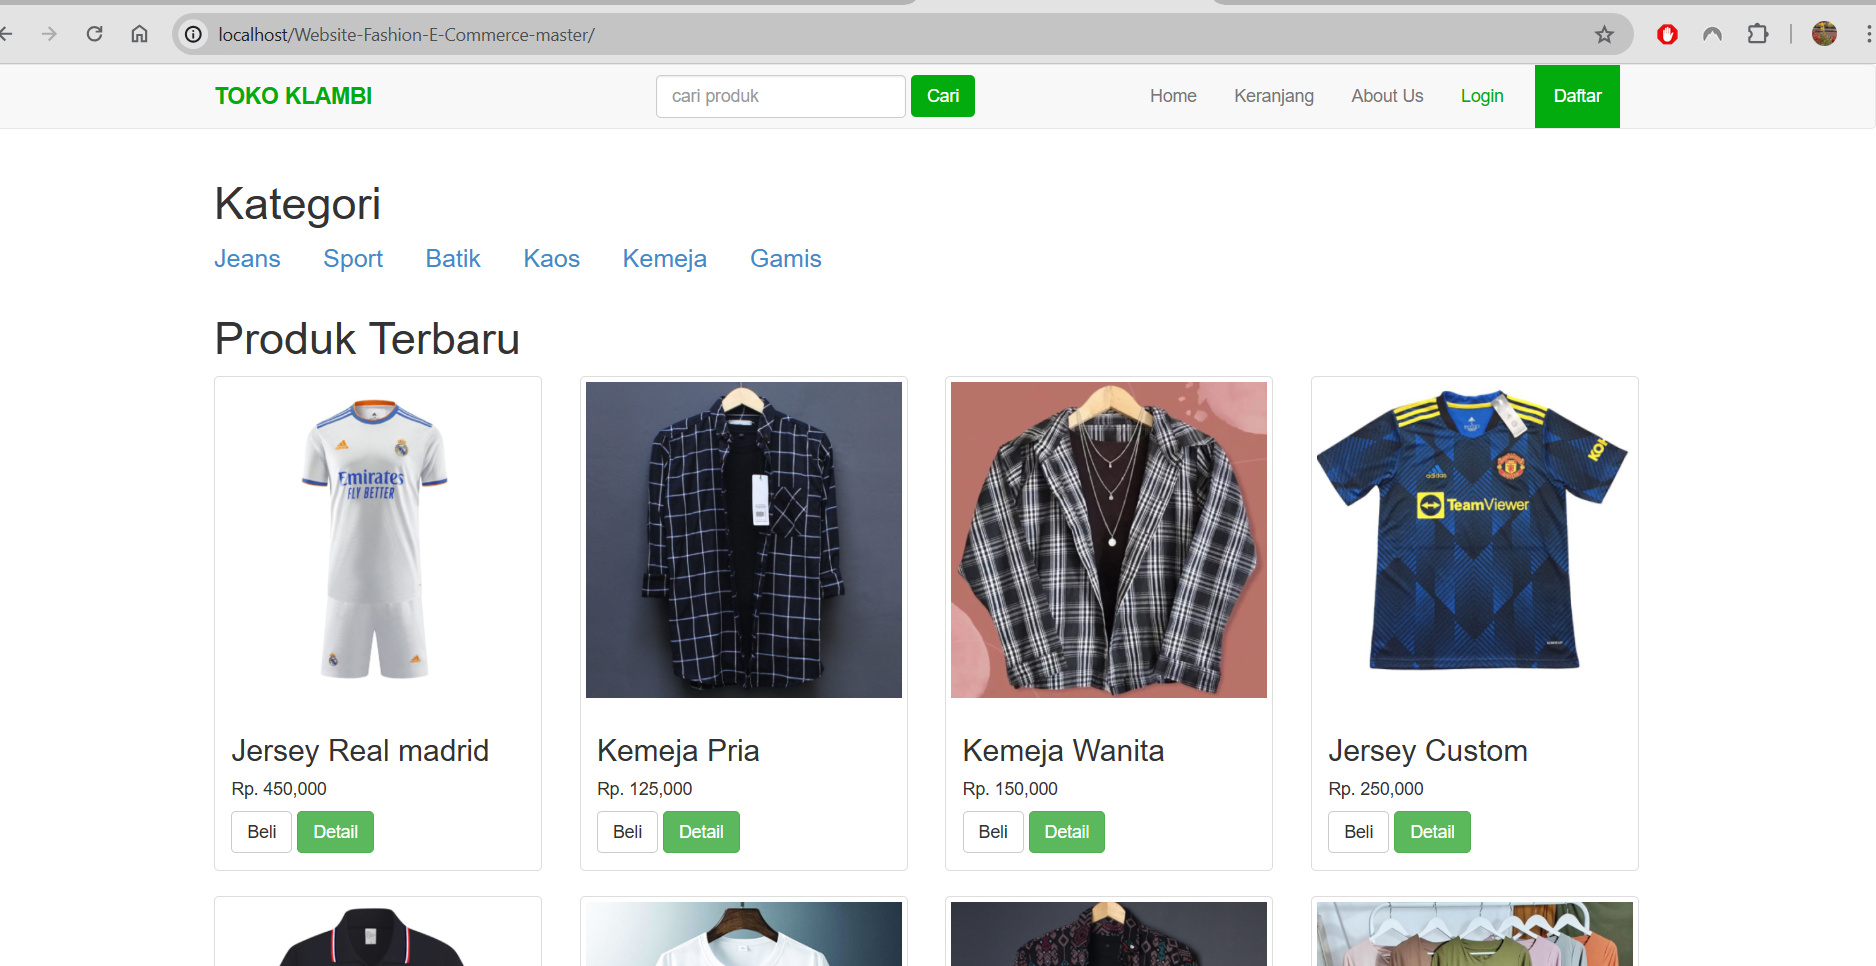 localhost/Website-Fashion-E-Commerce-master/
TOKO KLAMBI
cari produk
Cari
Home
Keranjang
About Us
Login
Daftar
Kategori
Jeans
Sport
Batik
Kaos
Kemeja
Gamis
Produk Terbaru
Emirates
FLY BETTER
adidas
KOH
TeamViewer
Jersey Real madrid
Rp. 450,000
Beli
Detail
Kemeja Pria
Rp. 125,000
Beli
Detail
Kemeja Wanita
Rp. 150,000
Beli
Detail
Jersey Custom
Rp. 250,000
Beli
Detail